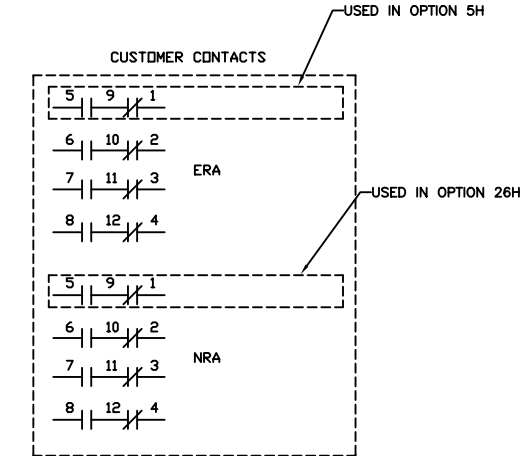 USED IN OPTION 5H
CUSTOMER CONTACTS
5 9 1
6 10 2
ERA
7 11 3
USED IN OPTION 26H
8 12 4
5 9 1
6 10 2
NRA
7 11 3
8 12 4